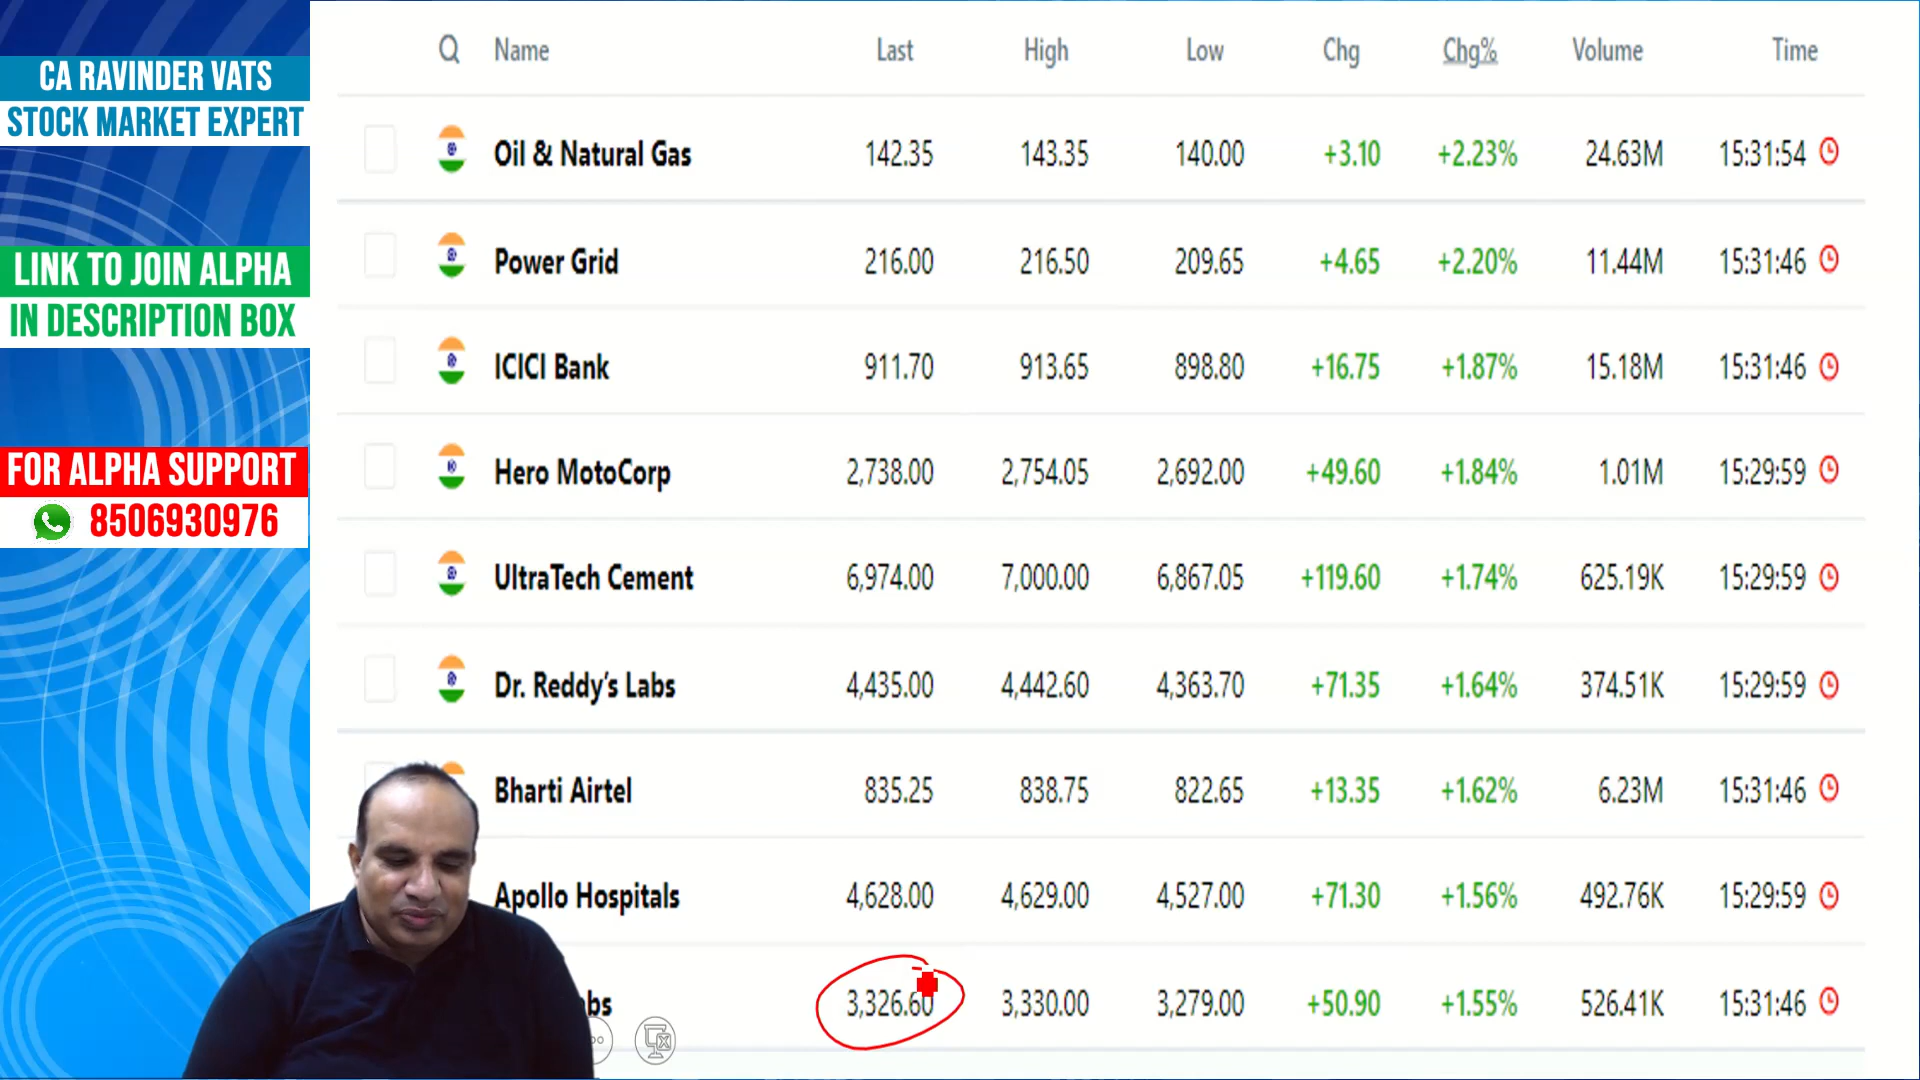 CA RAVINDER VATS
STOCK MARKET EXPERT
LINK TO JOIN ALPHA
IN DESCRIPTION BOX
FOR ALPHA SUPPORT
8506930976
Name Last High Low Chg Chg% Volume Time
Oil & Natural Gas 142.35 143.35 140.00 +3.10 +2.23% 24.63M 15:31:54
Power Grid 216.00 216.50 209.65 +4.65 +2.20% 11.44M 15:31:46
ICICI Bank 911.70 913.65 898.80 +16.75 +1.87% 15.18M 15:31:46
Hero MotoCorp 2,738.00 2,754.05 2,692.00 +49.60 +1.84% 1.01M 15:29:59
UltraTech Cement 6,974.00 7,000.00 6,867.05 +119.60 +1.74% 625.19K 15:29:59
Dr. Reddy's Labs 4,435.00 4,442.60 4,363.70 +71.35 +1.64% 374.51K 15:29:59
Bharti Airtel 835.25 838.75 822.65 +13.35 +1.62% 6.23M 15:31:46
Apollo Hospitals 4,628.00 4,629.00 4,527.00 +71.30 +1.56% 492.76K 15:29:59
3,326.60 3,330.00 3,279.00 +50.90 +1.55% 526.41K 15:31:46